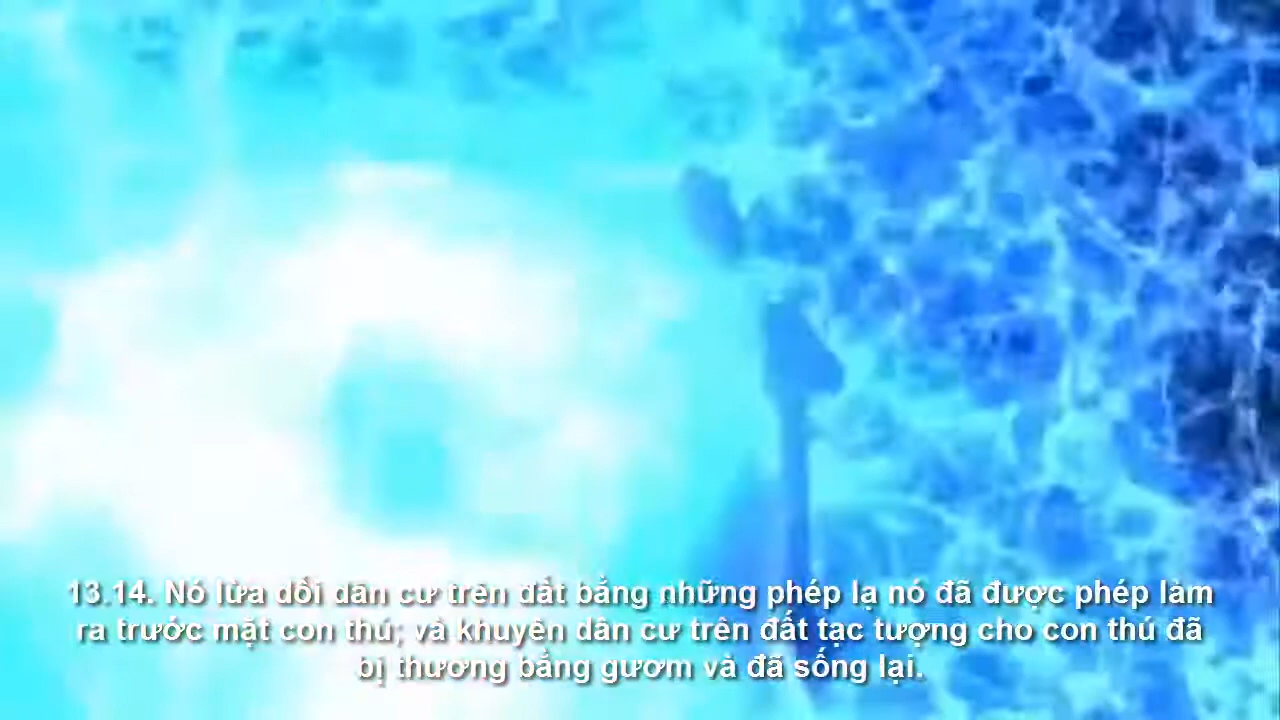 13.14. Nó lừa dối dân cư trên đất bằng những phép lạ nó đã được phép làm
ra trước mặt con thú; và khuyên dân cư trên đất tạc tượng cho con thú đã
bị thương bằng gươm và đã sống lại.